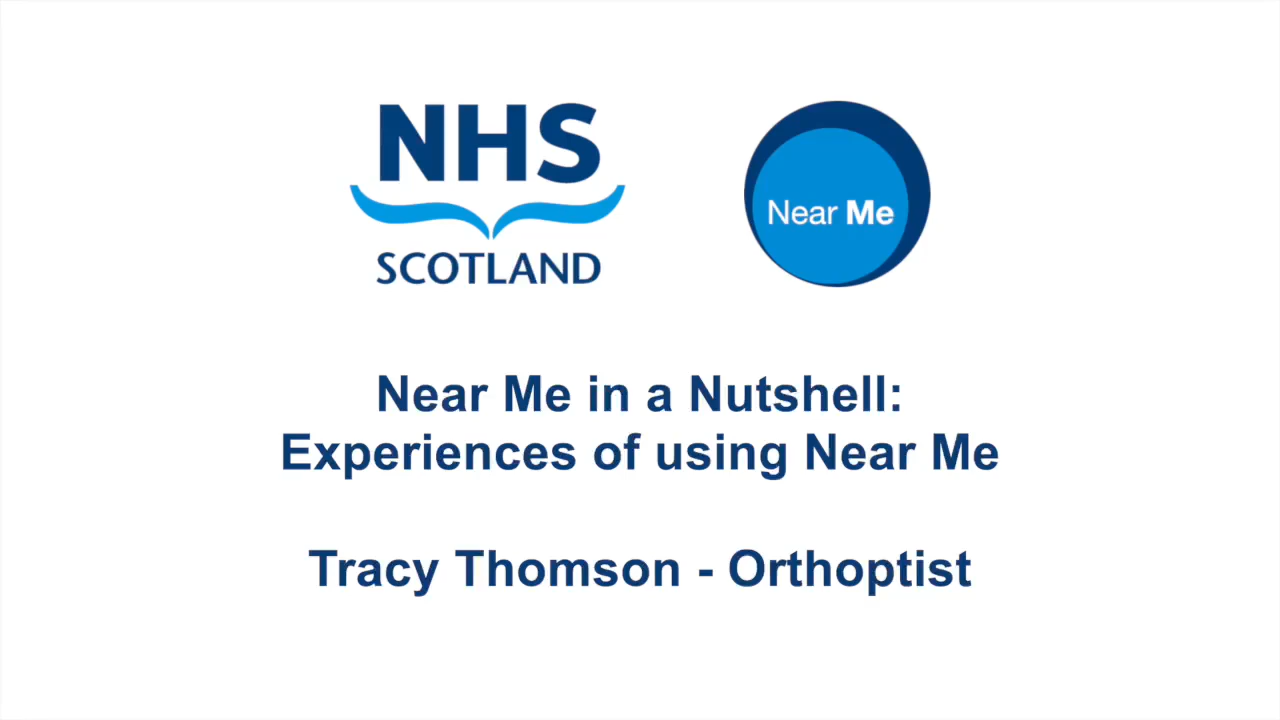 NHS
SCOTLAND
Near Me
Near Me in a Nutshell:
Experiences of using Near Me
Tracy Thomson - Orthoptist